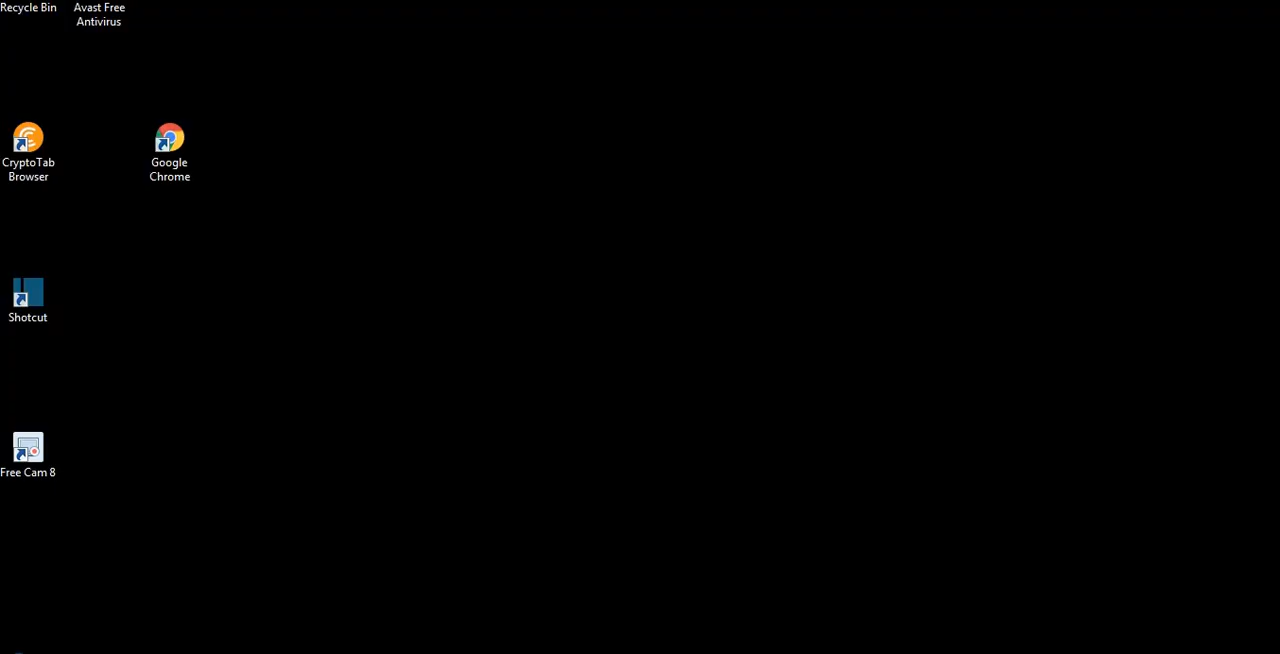 Recycle Bin
Avast Free
Antivirus
CryptoTab
Browser
Google
Chrome
Shotcut
Free Cam 8